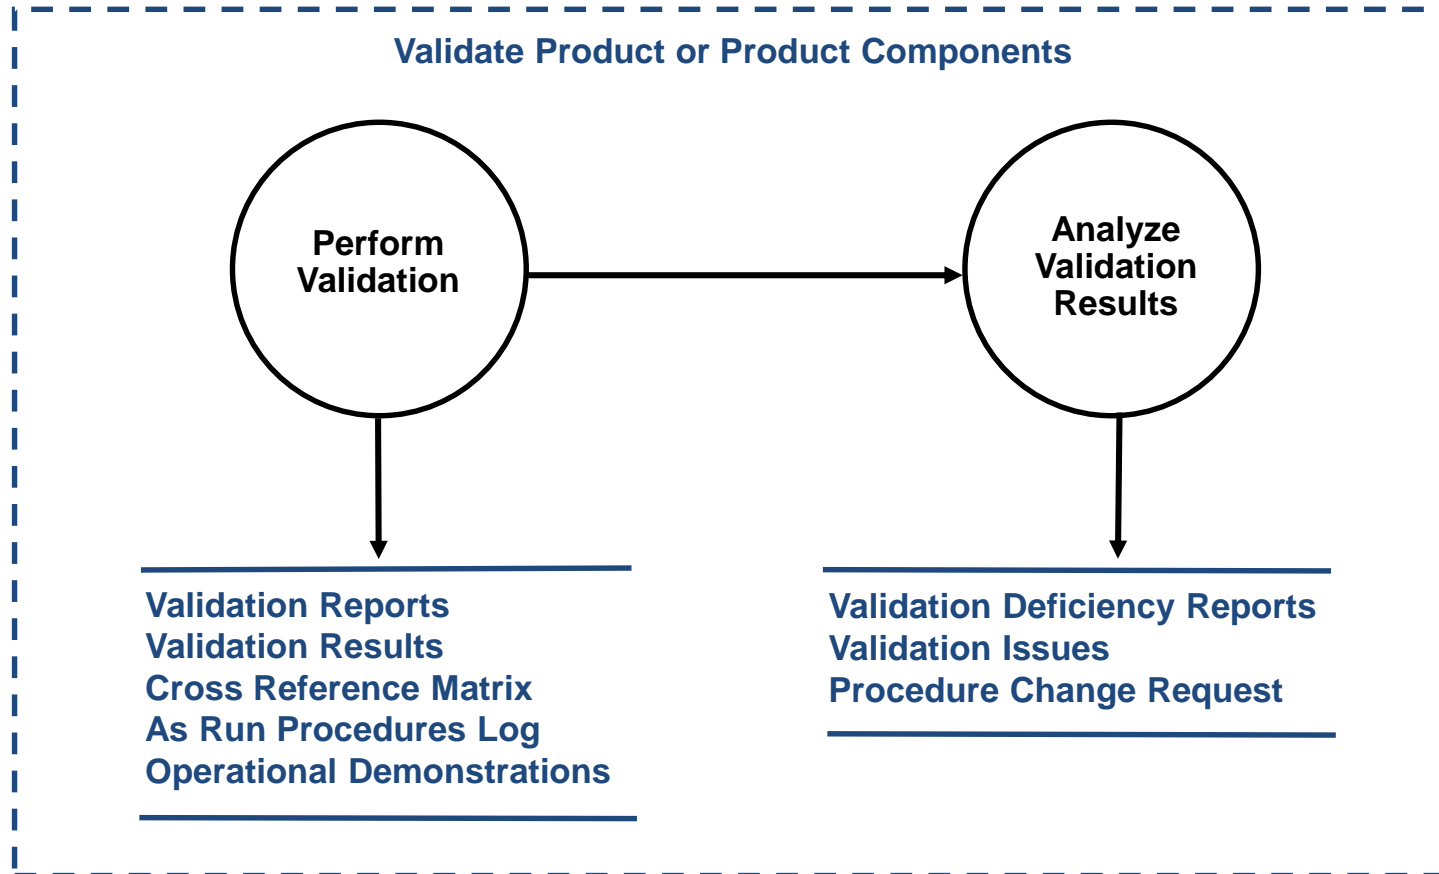 Validate Product or Product Components
Perform
Validation
Analyze
Validation
Results
Validation Reports
Validation Results
Cross Reference Matrix
As Run Procedures Log
Operational Demonstrations
Validation Deficiency Reports
Validation Issues
Procedure Change Request